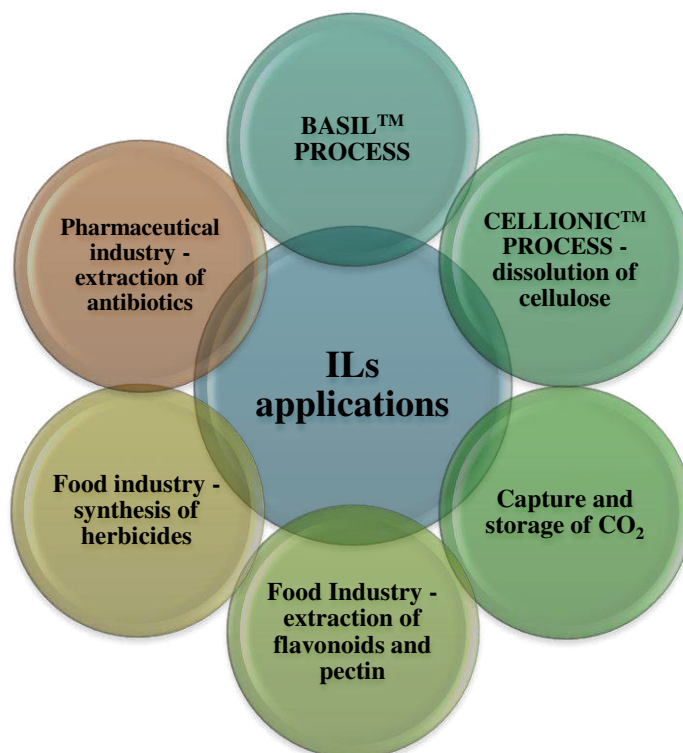 BASIL™
PROCESS
CELLIONIC™
PROCESS -
dissolution of
cellulose
Capture and
storage of CO₂
Food Industry -
extraction of
flavonoids and
pectin
Food industry -
synthesis of
herbicides
Pharmaceutical
industry -
extraction of
antibiotics
ILs
applications